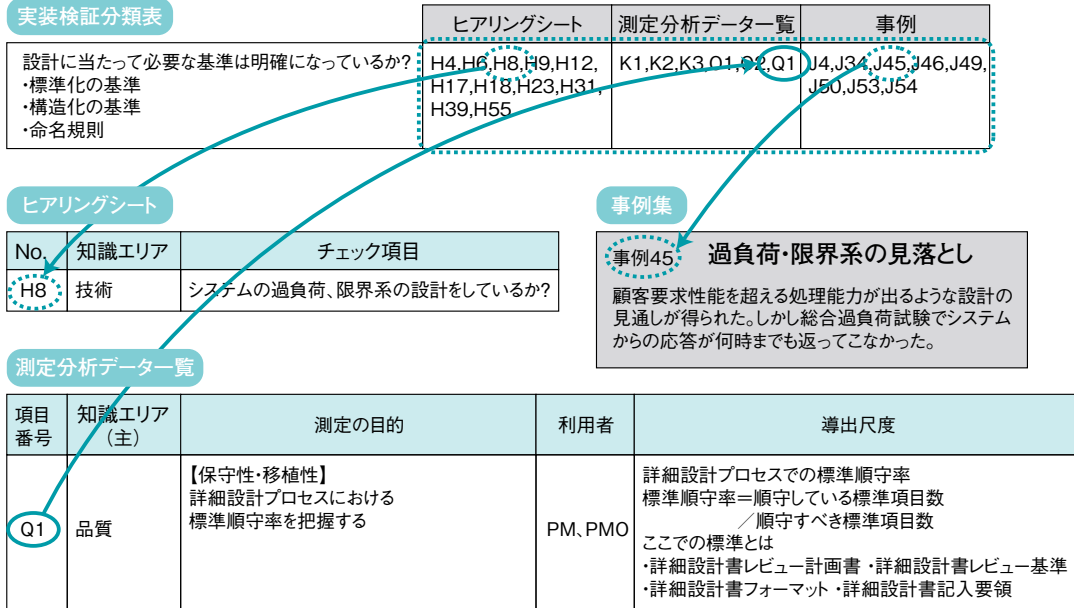 実装検証分類表
ヒアリングシート 測定分析データ一覧 事例
設計に当たって必要な基準は明確になっているか?
・標準化の基準
・構造化の基準
・命名規則
H4,H6,H8,H9,H12,
H17,H18,H23,H31,
H39,H55
K1,K2,K3,O1,O2,Q1
J4,J34,J45,J46,J49,
J50,J53,J54
ヒアリングシート
No. 知識エリア チェック項目
H8 技術 システムの過負荷、限界系の設計をしているか?
事例集
事例45 過負荷・限界系の見落とし
顧客要求性能を超える処理能力が出るような設計の
見通しが得られた。しかし総合過負荷試験でシステム
からの応答が何時までも返ってこなかった。
測定分析データ一覧
項目
番号
知識エリア
(主)
測定の目的
利用者
導出尺度
Q1
品質
【保守性・移植性】
詳細設計プロセスにおける
標準順守率を把握する
PM、PMO
詳細設計プロセスでの標準順守率
標準順守率=順守している標準項目数
/順守すべき標準項目数
ここでの標準とは
・詳細設計書レビュー計画書 ・詳細設計書レビュー基準
・詳細設計書フォーマット ・詳細設計書記入要領